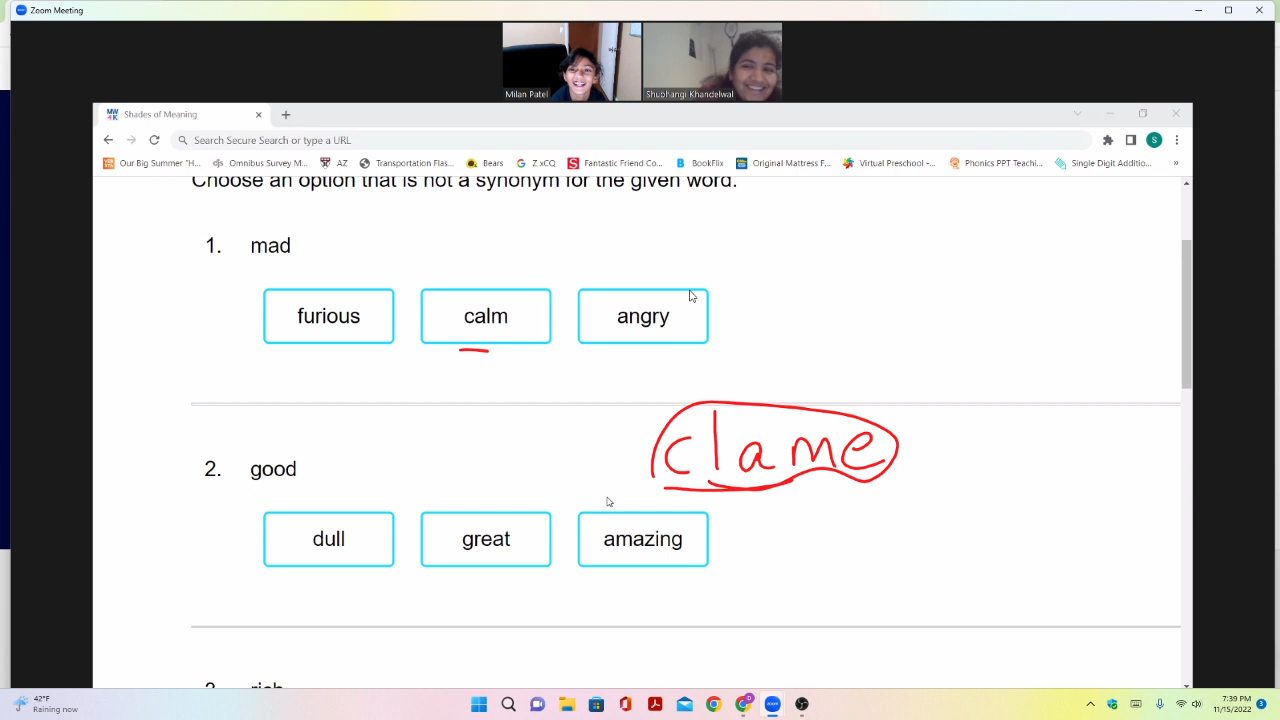 Zoom Meeting
Milan Patel
Shubhangi Khandelwal
Shades of Meaning
Search Secure Search or type a URL
Our Big Summer "H...
Omnibus Survey M...
AZ
Transportation Flas...
Bears
Z xCQ
Fantastic Friend Co...
BookFlix
Original Mattress F...
Virtual Preschool -...
Phonics PPT Teachi...
Single Digit Additio...
»
Choose an option that is not a synonym for the given word.
1. mad
furious calm angry
clame
2. good
dull great amazing
3. rich
42°F
Raining now
7:39 PM
11/15/2022
3